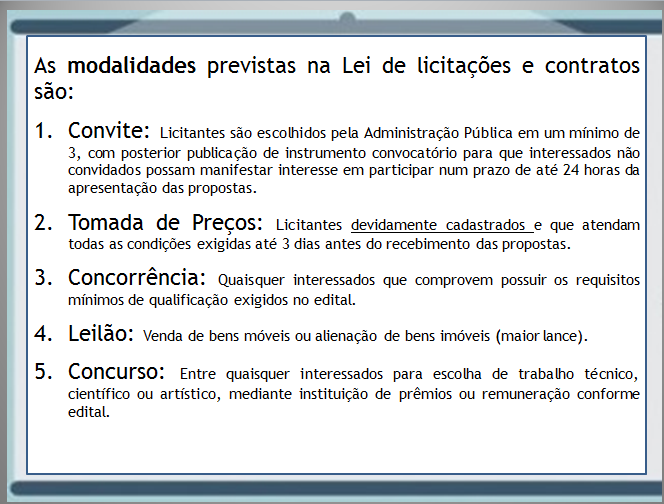 As modalidades previstas na Lei de licitações e contratos
são:
1. Convite: Licitantes são escolhidos pela Administração Pública em um mínimo de
3, com posterior publicação de instrumento convocatório para que interessados não
convidados possam manifestar interesse em participar num prazo de até 24 horas da
apresentação das propostas.
2. Tomada de Preços: Licitantes devidamente cadastrados e que atendam
todas as condições exigidas até 3 dias antes do recebimento das propostas.
3. Concorrência: Quaisquer interessados que comprovem possuir os requisitos
mínimos de qualificação exigidos no edital.
4. Leilão: Venda de bens móveis ou alienação de bens imóveis (maior lance).
5. Concurso: Entre quaisquer interessados para escolha de trabalho técnico,
científico ou artístico, mediante instituição de prêmios ou remuneração conforme
edital.